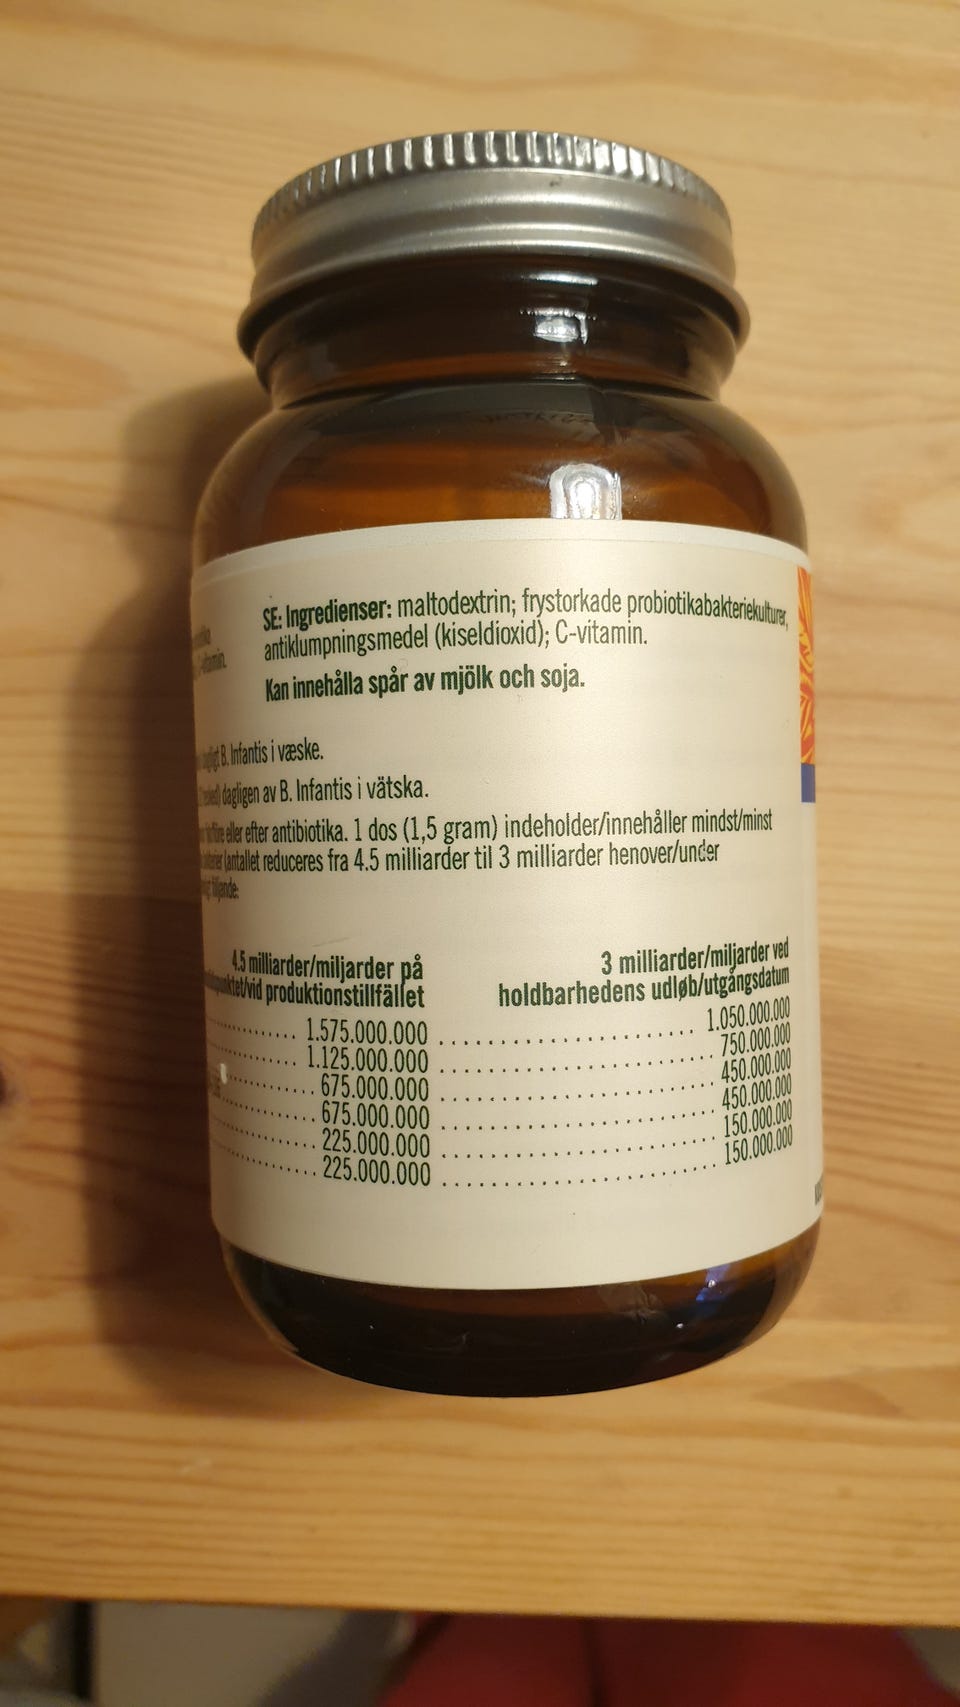 SE: Ingredienser: maltodextrin; frystorkade probiotikabakteriekulturer,
antiklumpningsmedel (kiseldioxid); C-vitamin.
Kan innehålla spår av mjölk och soja.
B. Infantis i væske.
dagligen av B. Infantis i vätska.
före eller efter antibiotika. 1 dos (1,5 gram) indeholder/innehåller mindst/minst
(antallet reduceres fra 4.5 milliarder til 3 milliarder henover/under
följande:
4.5 milliarder/miljarder på
/vid produktionstillfället
3 milliarder/miljarder ved
holdbarhedens udløb/utgångsdatum
1.575.000.000 1.050.000.000
1.125.000.000 750.000.000
675.000.000 450.000.000
675.000.000 450.000.000
225.000.000 150.000.000
225.000.000 150.000.000